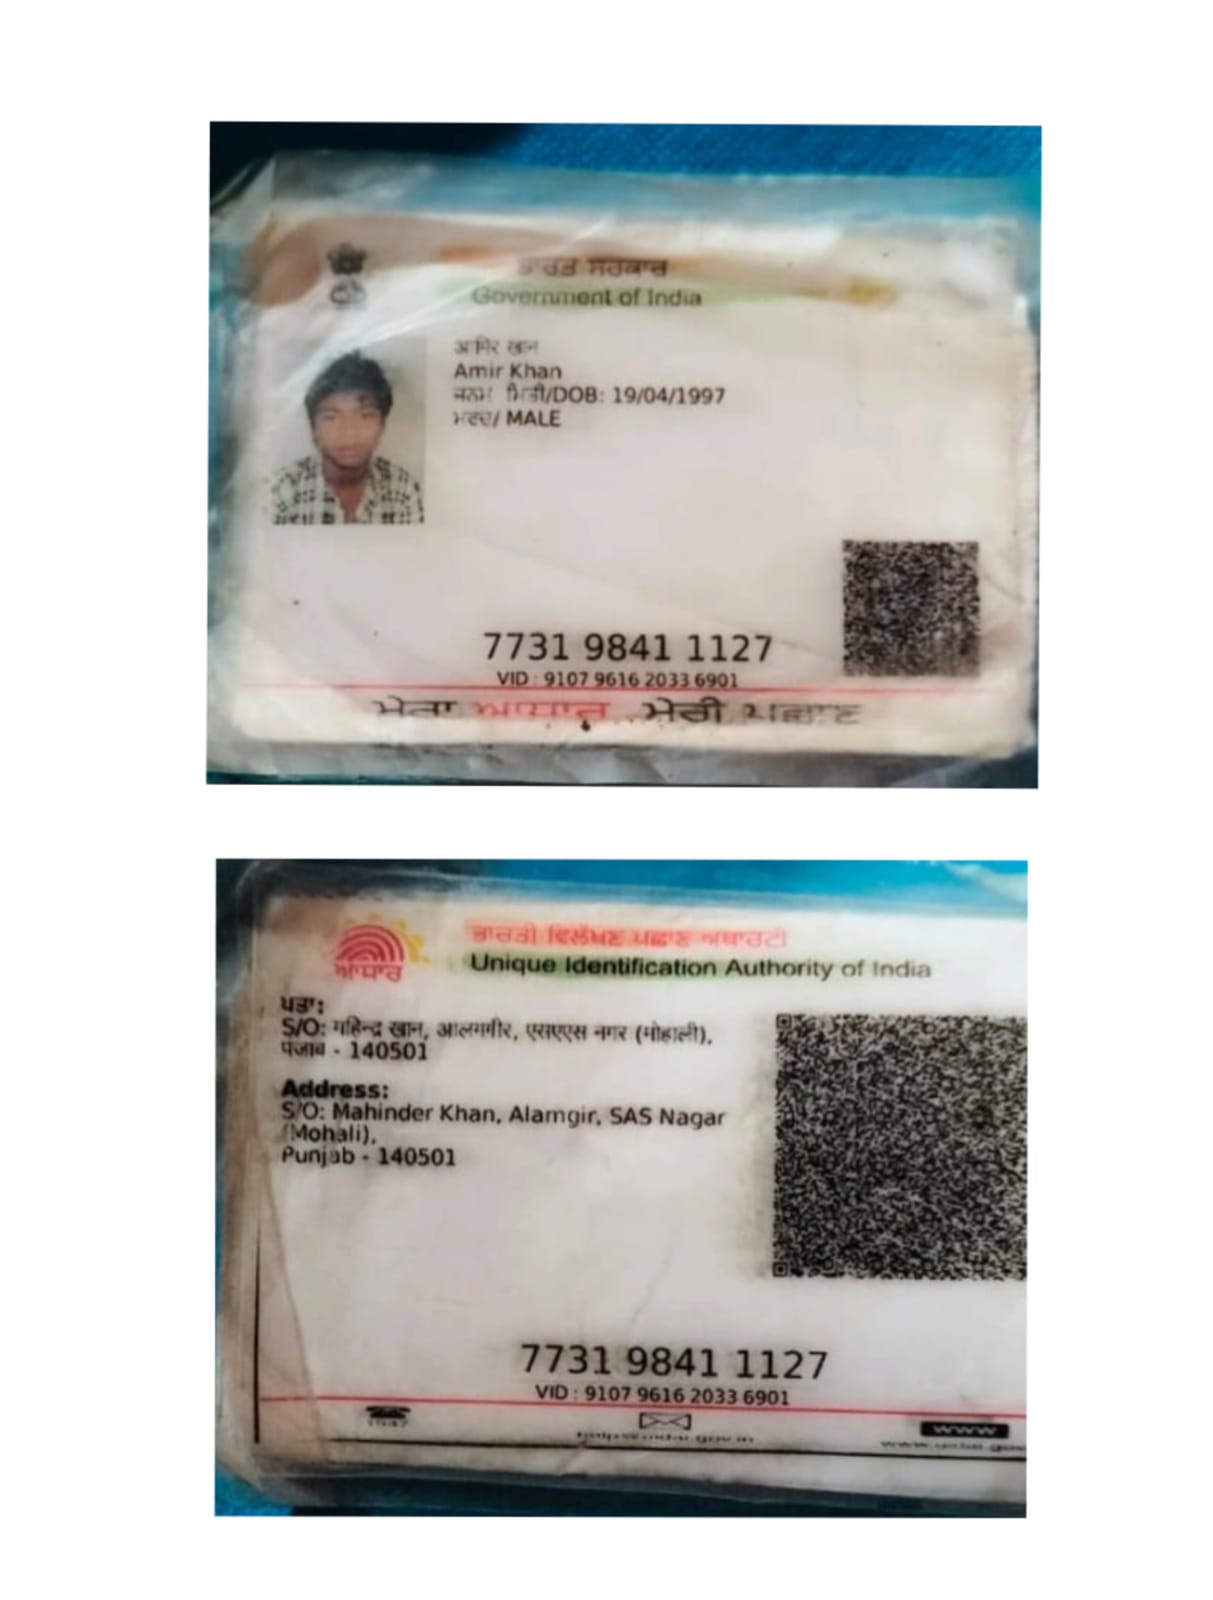 ਭਾਰਤ ਸਰਕਾਰ
Government of India
आमिर खान
Amir Khan
ਜਨਮ ਮਿਤੀ/DOB: 19/04/1997
ਮਰਦ/ MALE
7731 9841 1127
VID : 9107 9616 2033 6901
ਮੇਰਾ ਆਧਾਰ, ਮੇਰੀ ਪਛਾਣ
ਭਾਰਤੀ ਵਿਲੱਖਣ ਪਛਾਣ ਅਥਾਰਟੀ
Unique Identification Authority of India
ਆਧਾਰ
ਪਤਾ:
S/O: महिन्द्र खान, आलमगीर, एसएएस नगर (मोहाली),
पंजाब - 140501
Address:
S/O: Mahinder Khan, Alamgir, SAS Nagar
(Mohali),
Punjab - 140501
7731 9841 1127
VID : 9107 9616 2033 6901
1947
help@uidai.gov.in
www
www.uidai.gov